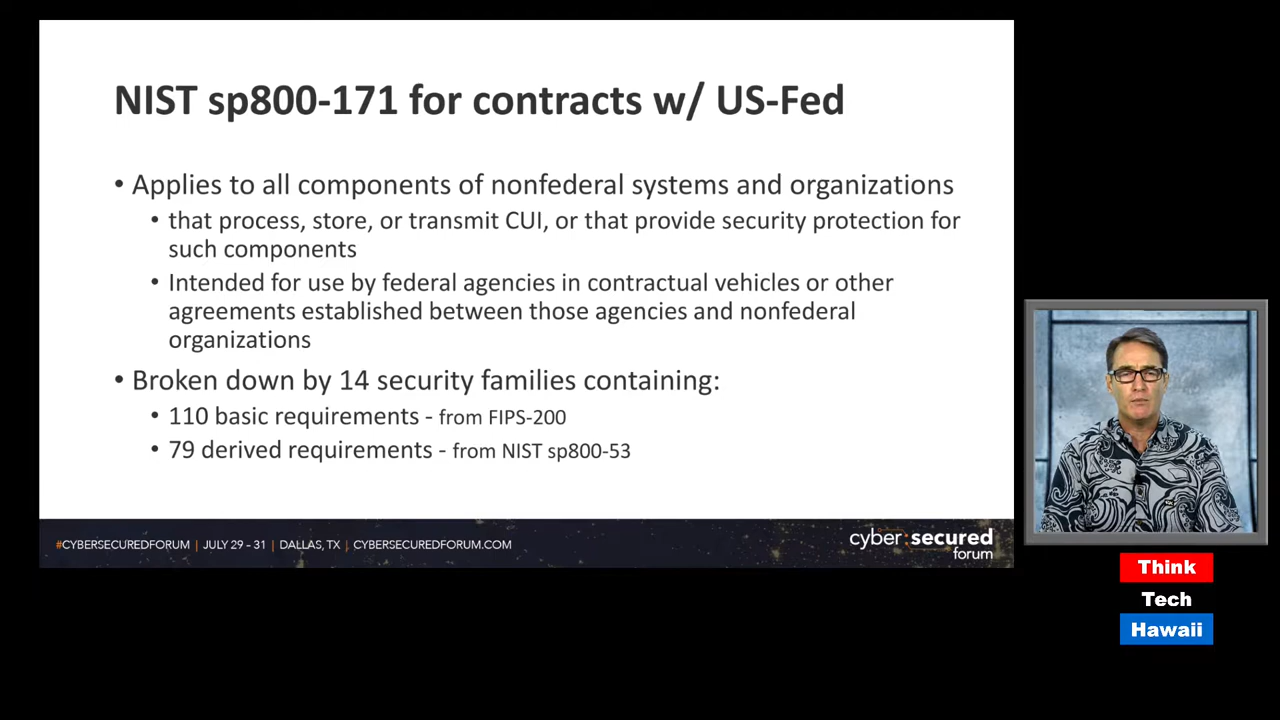 NIST sp800-171 for contracts w/ US-Fed
• Applies to all components of nonfederal systems and organizations
• that process, store, or transmit CUI, or that provide security protection for
such components
• Intended for use by federal agencies in contractual vehicles or other
agreements established between those agencies and nonfederal
organizations
• Broken down by 14 security families containing:
• 110 basic requirements - from FIPS-200
• 79 derived requirements - from NIST sp800-53
#CYBERSECUREDFORUM | JULY 29 - 31 | DALLAS, TX | CYBERSECUREDFORUM.COM
cyber:secured
forum
Think
Tech
Hawaii